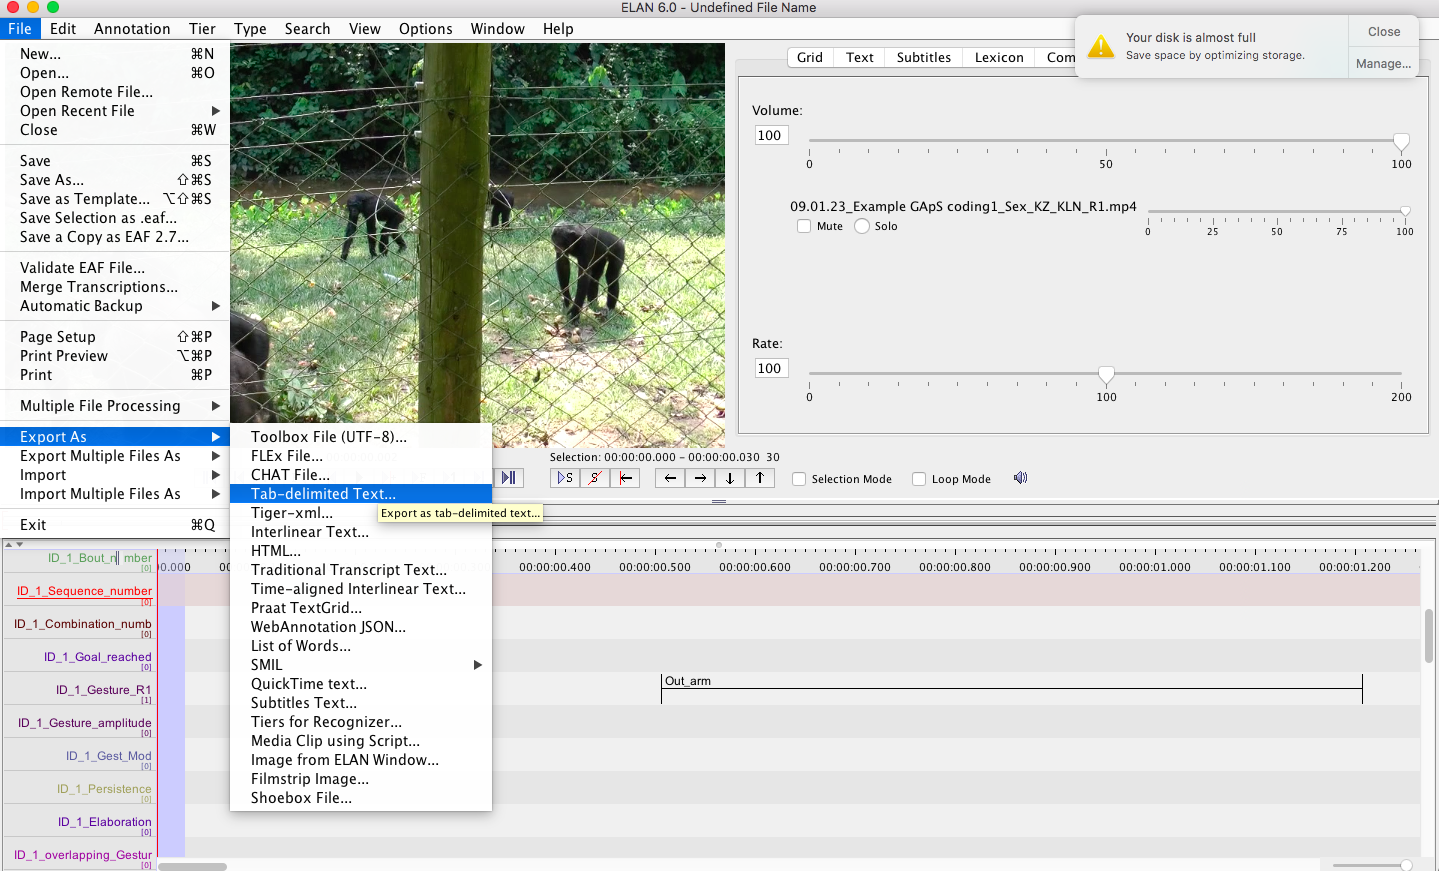 ELAN 6.0 - Undefined File Name
File Edit Annotation Tier Type Search View Options Window Help
Your disk is almost full
Save space by optimizing storage.
Close
Manage...
New... ⌘N
Open... ⌘O
Open Remote File...
Open Recent File ▶
Close ⌘W
Save ⌘S
Save As... ⇧⌘S
Save as Template... ⌥⇧⌘S
Save Selection as .eaf...
Save a Copy as EAF 2.7...
Validate EAF File...
Merge Transcriptions...
Automatic Backup ▶
Page Setup ⇧⌘P
Print Preview ⌥⌘P
Print ⌘P
Multiple File Processing ▶
Export As ▶
Export Multiple Files As ▶
Import ▶
Import Multiple Files As ▶
Exit ⌘Q
Toolbox File (UTF-8)...
FLEx File...
CHAT File...
Tab-delimited Text...
Export as tab-delimited text...
Tiger-xml...
Interlinear Text...
HTML...
Traditional Transcript Text...
Time-aligned Interlinear Text...
Praat TextGrid...
WebAnnotation JSON...
List of Words...
SMIL ▶
QuickTime text...
Subtitles Text...
Tiers for Recognizer...
Media Clip using Script...
Image from ELAN Window...
Filmstrip Image...
Shoebox File...
Grid Text Subtitles Lexicon Com
Volume:
100
0 50 100
09.01.23_Example GApS coding1_Sex_KZ_KLN_R1.mp4
Mute Solo
0 25 50 75 100
Rate:
100
0 100 200
Selection: 00:00:00.000 - 00:00:00.030 30
S S
Selection Mode Loop Mode
00.000 00:00:00.400 00:00:00.500 00:00:00.600 00:00:00.700 00:00:00.800 00:00:00.900 00:00:01.000 00:00:01.100 00:00:01.200
ID_1_Bout_n mber
[0]
ID_1_Sequence_number
[0]
ID_1_Combination_numb
[0]
ID_1_Goal_reached
[0]
ID_1_Gesture_R1
[1]
Out_arm
ID_1_Gesture_amplitude
[0]
ID_1_Gest_Mod
[0]
ID_1_Persistence
[0]
ID_1_Elaboration
[0]
ID_1_overlapping_Gestur
[0]